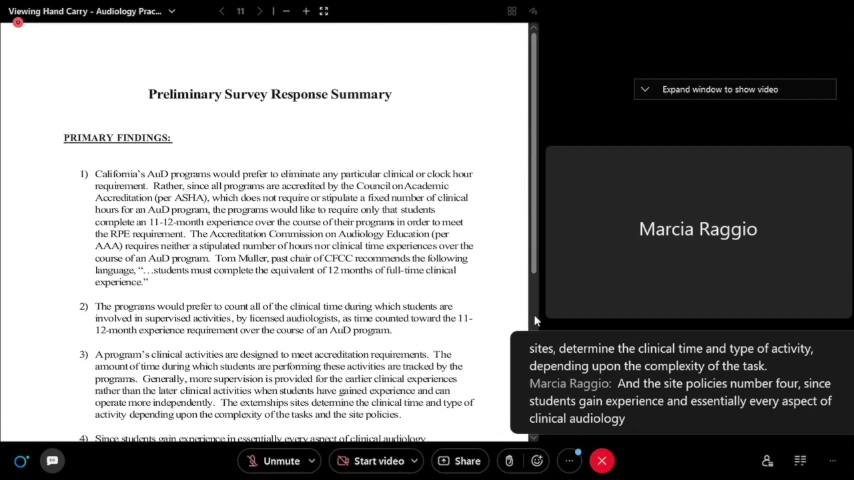 Viewing Hand Carry - Audiology Prac...
11
Expand window to show video
Preliminary Survey Response Summary
PRIMARY FINDINGS:
1) California's AuD programs would prefer to eliminate any particular clinical or clock hour
requirement. Rather, since all programs are accredited by the Council on Academic
Accreditation (per ASHA), which does not require or stipulate a fixed number of clinical
hours for an AuD program, the programs would like to require only that students
complete an 11-12-month experience over the course of their programs in order to meet
the RPE requirement. The Accreditation Commission on Audiology Education (per
AAA) requires neither a stipulated number of hours nor clinical time experiences over the
course of an AuD program. Tom Muller, past chair of CFCC recommends the following
language, "…students must complete the equivalent of 12 months of full-time clinical
experience."
2) The programs would prefer to count all of the clinical time during which students are
involved in supervised activities, by licensed audiologists, as time counted toward the 11-
12-month experience requirement over the course of an AuD program.
3) A program's clinical activities are designed to meet accreditation requirements. The
amount of time during which students are performing these activities are tracked by the
programs. Generally, more supervision is provided for the earlier clinical experiences
rather than the later clinical activities when students have gained experience and can
operate more independently. The externships sites determine the clinical time and type of
activity depending upon the complexity of the tasks and the site policies.
4) Since students gain experience in essentially every aspect of clinical audiology
Marcia Raggio
sites, determine the clinical time and type of activity,
depending upon the complexity of the task.
Marcia Raggio: And the site policies number four, since
students gain experience and essentially every aspect of
clinical audiology
Unmute
Start video
Share